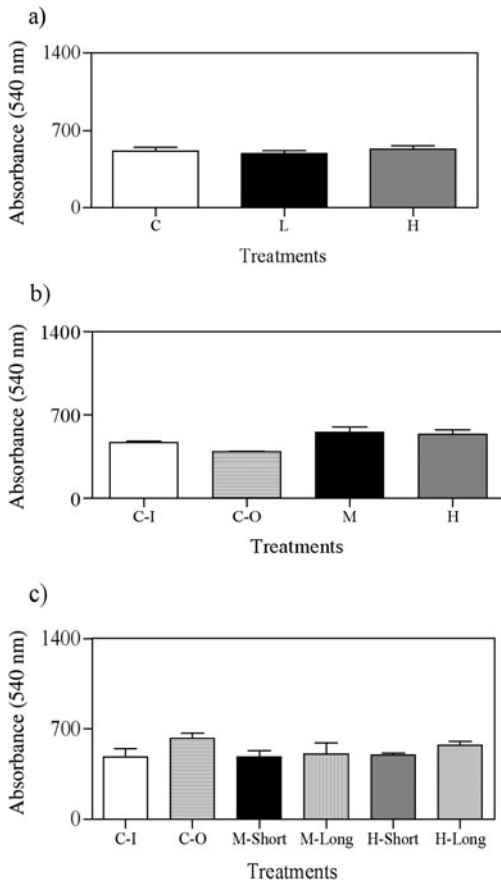 a)
Absorbance (540 nm)
1400
700
0
C L H
Treatments
b)
Absorbance (540 nm)
1400
700
0
C-I C-O M H
Treatments
c)
Absorbance (540 nm)
1400
700
0
C-I C-O M-Short M-Long H-Short H-Long
Treatments